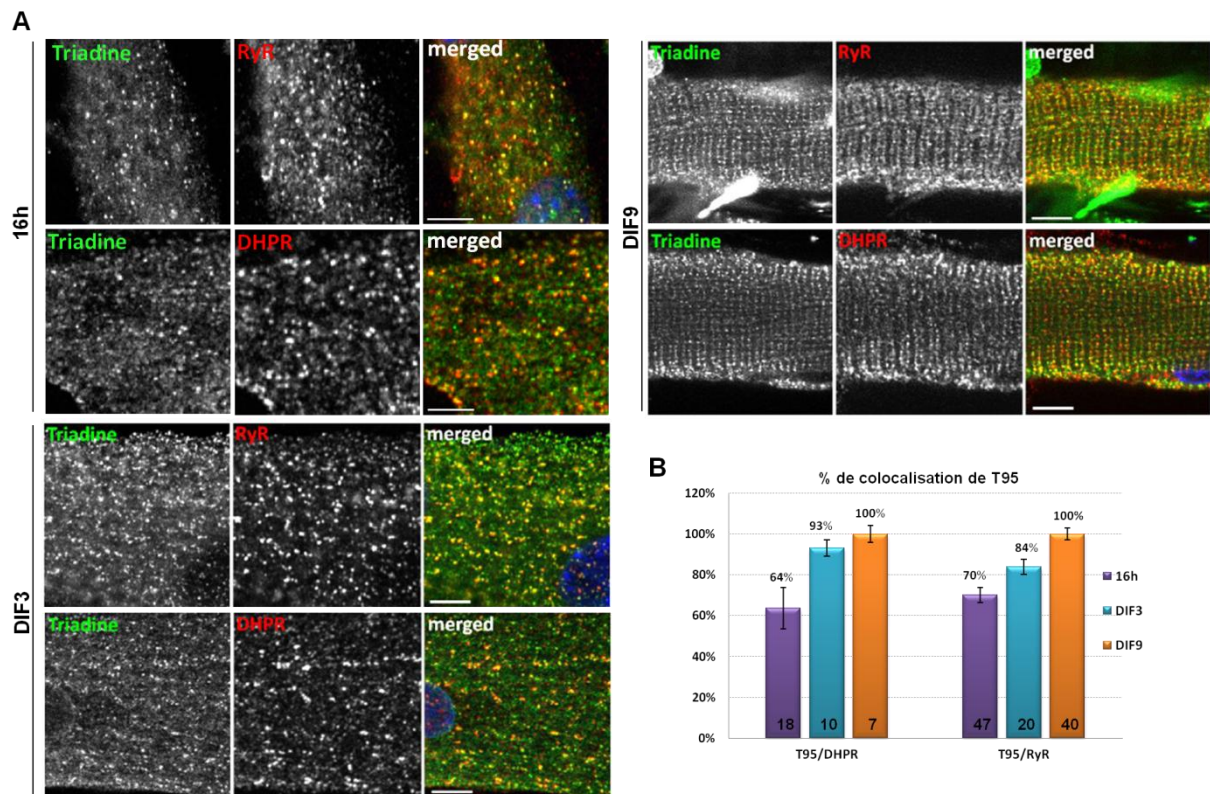 A
16h
Triadine RyR merged
Triadine DHPR merged
DIF3
Triadine RyR merged
Triadine DHPR merged
DIF9
Triadine RyR merged
Triadine DHPR merged
B
% de colocalisation de T95
120%
100%
80%
60%
40%
20%
0%
64%
93%
100%
70%
84%
100%
18
10
7
47
20
40
T95/DHPR
T95/RyR
16h
DIF3
DIF9